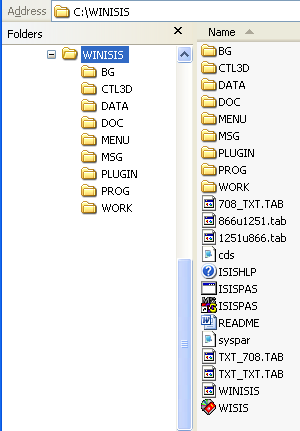 Address C:\WINISIS
Folders
WINISIS
BG
CTL3D
DATA
DOC
MENU
MSG
PLUGIN
PROG
WORK
Name
BG
CTL3D
DATA
DOC
MENU
MSG
PLUGIN
PROG
WORK
708_TXT.TAB
866u1251.tab
1251u866.tab
cds
ISISHLP
ISISPAS
ISISPAS
README
syspar
TXT_708.TAB
TXT_TXT.TAB
WINISIS
WISIS